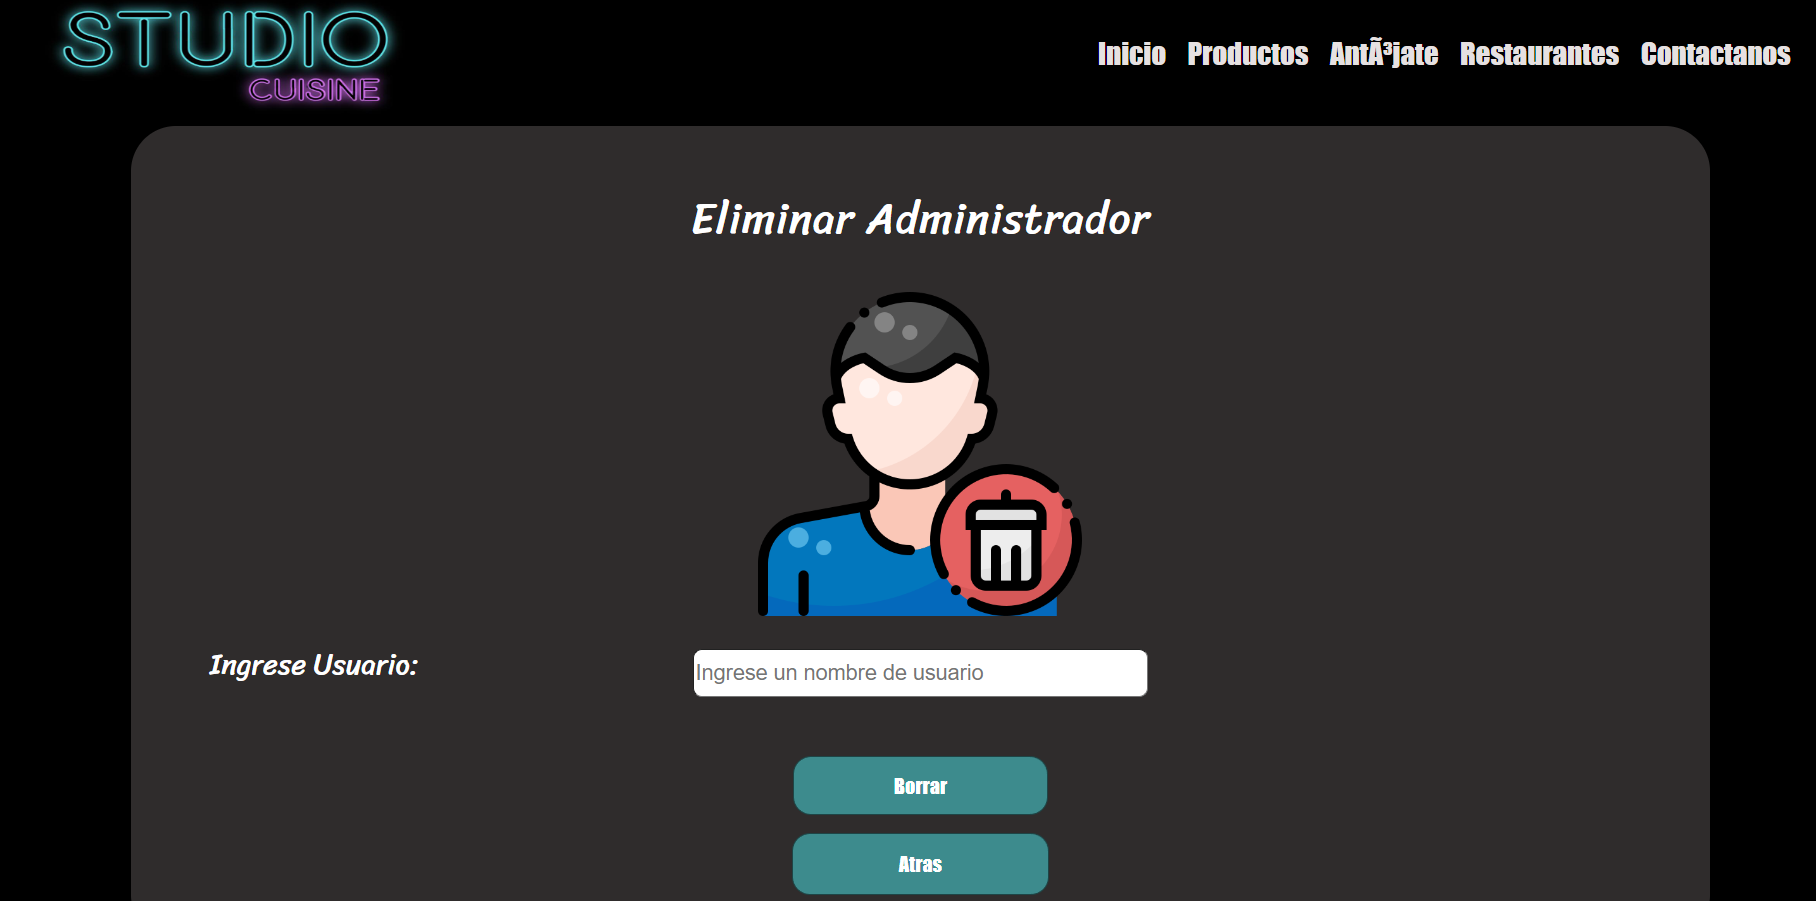 STUDIO
CUISINE
Inicio Productos AntÃ³jate Restaurantes Contactanos
Eliminar Administrador
Ingrese Usuario:
Ingrese un nombre de usuario
Borrar
Atras